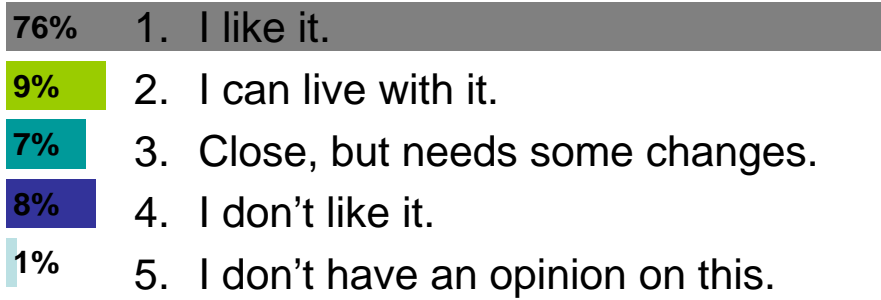 76% 1. I like it.
9% 2. I can live with it.
7% 3. Close, but needs some changes.
8% 4. I don’t like it.
1% 5. I don’t have an opinion on this.